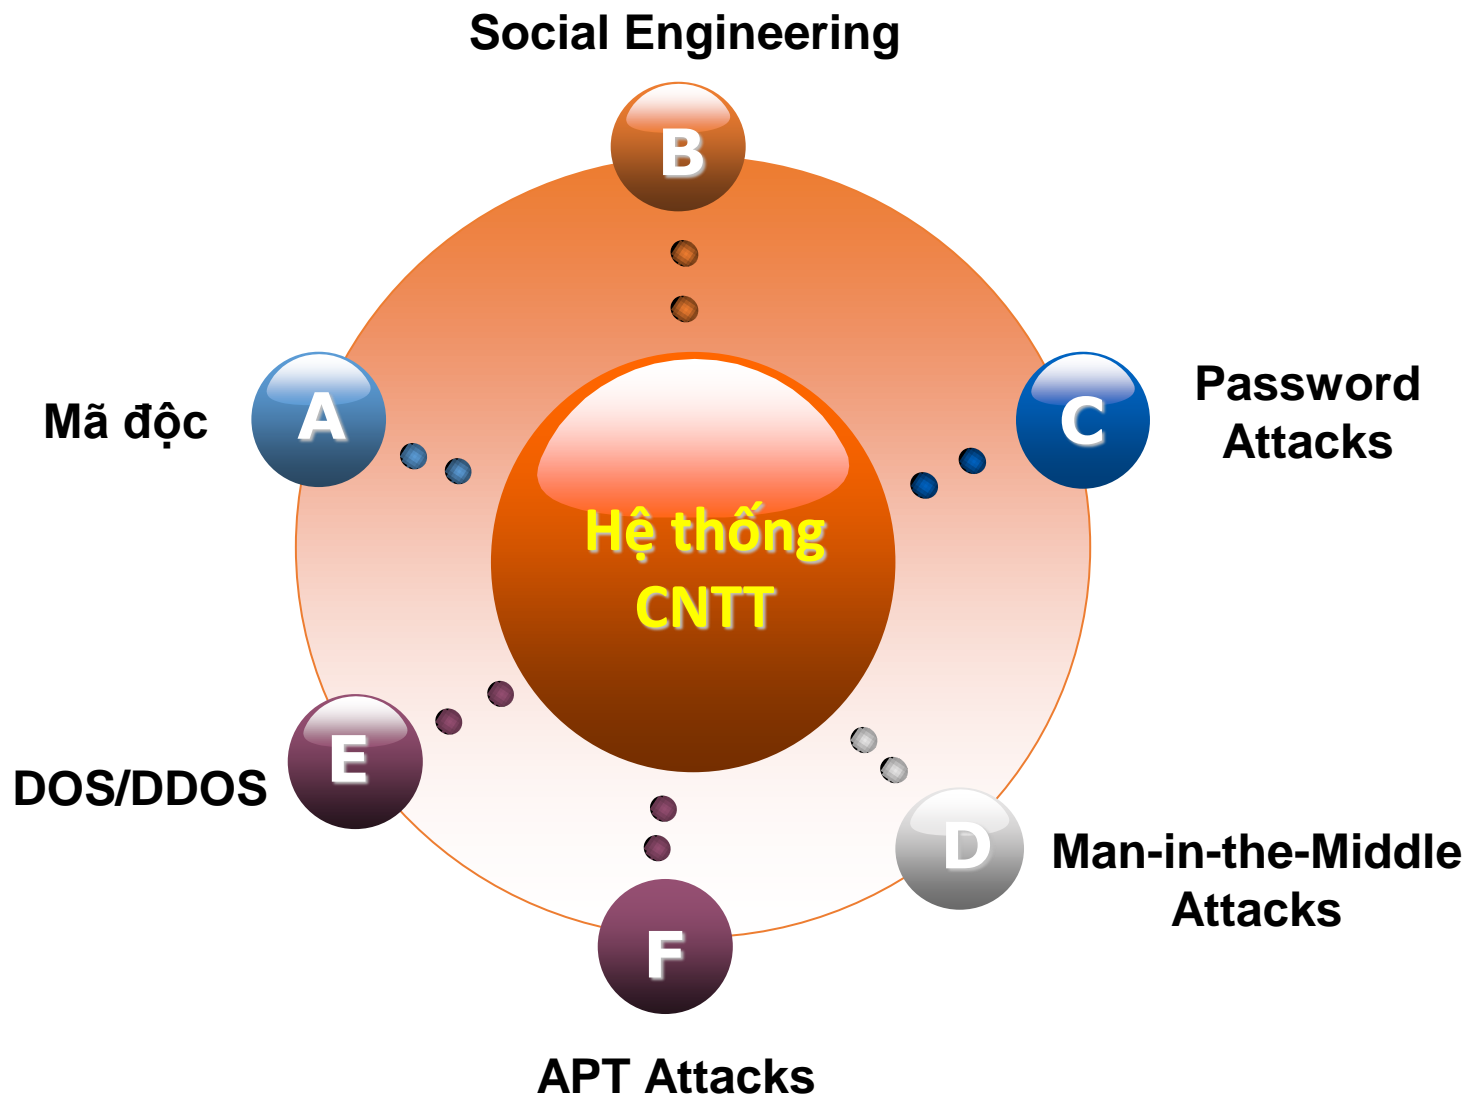 Social Engineering
B
Mã độc
A
C
Password
Attacks
Hệ thống
CNTT
DOS/DDOS
E
D
Man-in-the-Middle
Attacks
F
APT Attacks